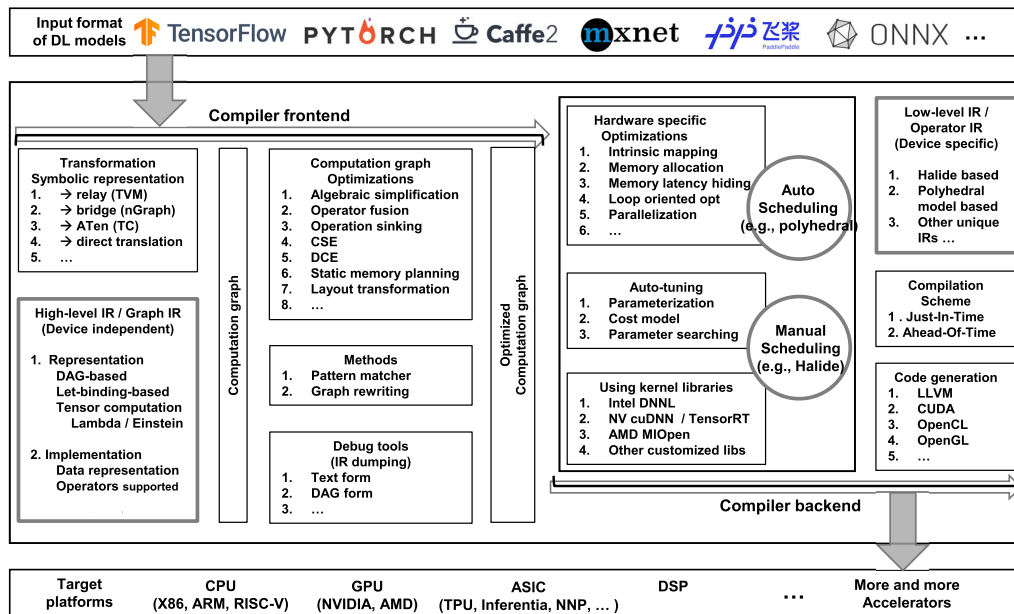 Input format
of DL models
TensorFlow
PYTORCH
Caffe2
mxnet
飞桨
PaddlePaddle
ONNX
...
Compiler frontend
Transformation
Symbolic representation
1. → relay (TVM)
2. → bridge (nGraph)
3. → ATen (TC)
4. → direct translation
5. ...
High-level IR / Graph IR
(Device independent)
1. Representation
DAG-based
Let-binding-based
Tensor computation
Lambda / Einstein
2. Implementation
Data representation
Operators supported
Computation graph
Computation graph
Optimizations
1. Algebraic simplification
2. Operator fusion
3. Operation sinking
4. CSE
5. DCE
6. Static memory planning
7. Layout transformation
8. ...
Methods
1. Pattern matcher
2. Graph rewriting
Debug tools
(IR dumping)
1. Text form
2. DAG form
3. ...
Optimized
Computation graph
Hardware specific
Optimizations
1. Intrinsic mapping
2. Memory allocation
3. Memory latency hiding
4. Loop oriented opt
5. Parallelization
6. ...
Auto
Scheduling
(e.g., polyhedral)
Auto-tuning
1. Parameterization
2. Cost model
3. Parameter searching
Manual
Scheduling
(e.g., Halide)
Using kernel libraries
1. Intel DNNL
2. NV cuDNN / TensorRT
3. AMD MIOpen
4. Other customized libs
Low-level IR /
Operator IR
(Device specific)
1. Halide based
2. Polyhedral
model based
3. Other unique
IRs ...
Compilation
Scheme
1 . Just-In-Time
2. Ahead-Of-Time
Code generation
1. LLVM
2. CUDA
3. OpenCL
4. OpenGL
5. ...
Compiler backend
Target
platforms
CPU
(X86, ARM, RISC-V)
GPU
(NVIDIA, AMD)
ASIC
(TPU, Inferentia, NNP, ... )
DSP
...
More and more
Accelerators